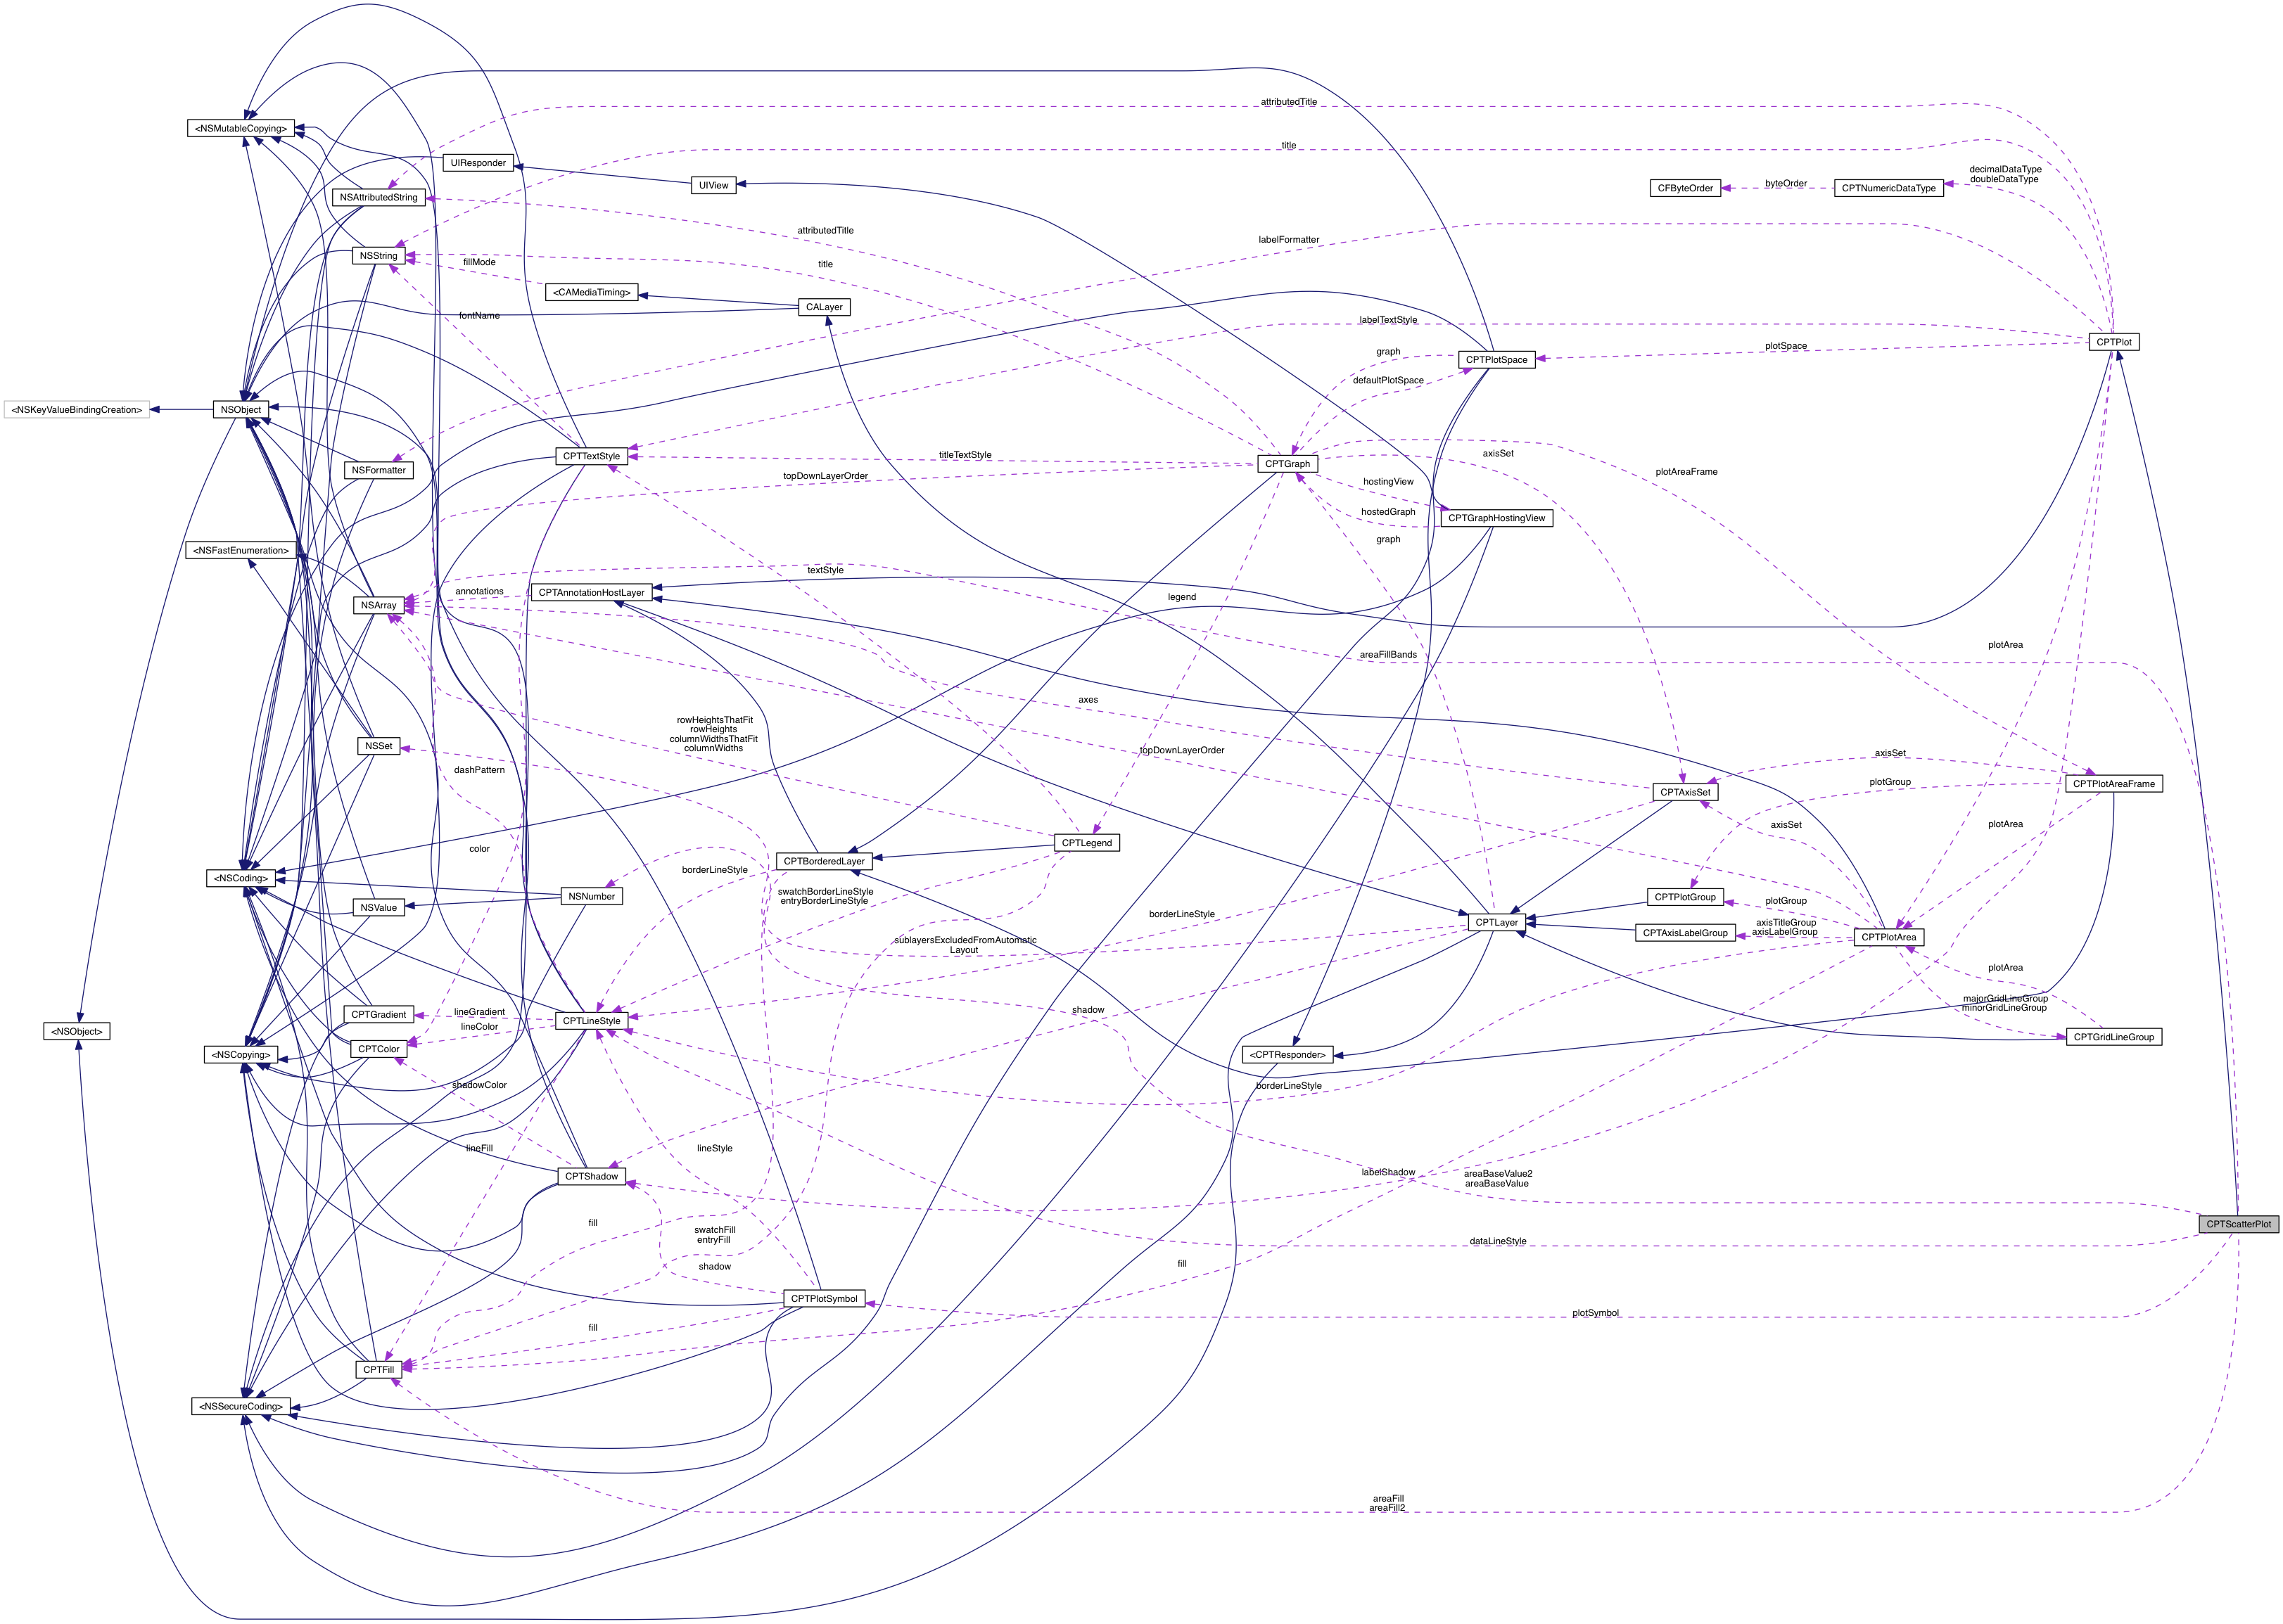 attributedTitle
<NSMutableCopying>
title
UIResponder
UIView
decimalDataType
doubleDataType
byteOrder
CFByteOrder
CPTNumericDataType
NSAttributedString
attributedTitle
labelFormatter
NSString
fillMode
title
<CAMediaTiming>
CALayer
fontName
labelTextStyle
CPTPlot
graph
CPTPlotSpace
plotSpace
defaultPlotSpace
<NSKeyValueBindingCreation>
NSObject
CPTTextStyle
titleTextStyle
CPTGraph
axisSet
NSFormatter
topDownLayerOrder
plotAreaFrame
hostingView
hostedGraph
CPTGraphHostingView
graph
<NSFastEnumeration>
textStyle
annotations
CPTAnnotationHostLayer
legend
NSArray
plotArea
areaFillBands
axes
rowHeightsThatFit
rowHeights
columnWidthsThatFit
columnWidths
NSSet
topDownLayerOrder
axisSet
dashPattern
plotGroup
CPTPlotAreaFrame
CPTAxisSet
axisSet
plotArea
CPTLegend
color
CPTBorderedLayer
borderLineStyle
<NSCoding>
swatchBorderLineStyle
entryBorderLineStyle
NSNumber
CPTPlotGroup
plotGroup
NSValue
borderLineStyle
CPTLayer
axisTitleGroup
axisLabelGroup
CPTAxisLabelGroup
CPTPlotArea
sublayersExcludedFromAutomatic
Layout
plotArea
majorGridLineGroup
minorGridLineGroup
CPTGradient
lineGradient
shadow
CPTLineStyle
lineColor
<NSObject>
CPTGridLineGroup
CPTColor
<NSCopying>
<CPTResponder>
shadowColor
borderLineStyle
lineFill
lineStyle
CPTShadow
labelShadow
areaBaseValue2
areaBaseValue
fill
swatchFill
entryFill
CPTScatterPlot
dataLineStyle
shadow
fill
CPTPlotSymbol
plotSymbol
fill
CPTFill
<NSSecureCoding>
areaFill
areaFill2